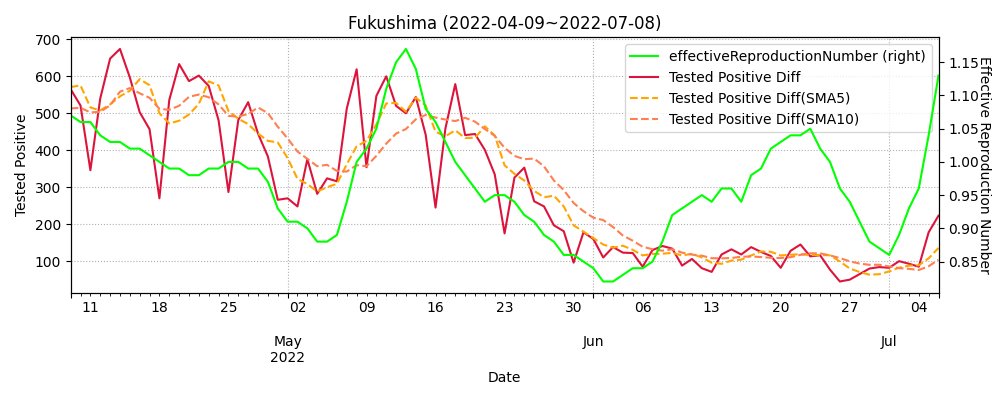 Fukushima (2022-04-09~2022-07-08)
effectiveReproductionNumber (right)
Tested Positive Diff
Tested Positive Diff(SMA5)
Tested Positive Diff(SMA10)
Tested Positive
700
600
500
400
300
200
100
1.15
1.10
1.05
1.00
0.95
0.90
0.85
Effective Reproduction Number
11 18 25 02 09 16 23 30 06 13 20 27 04
May Jun Jul
2022
Date